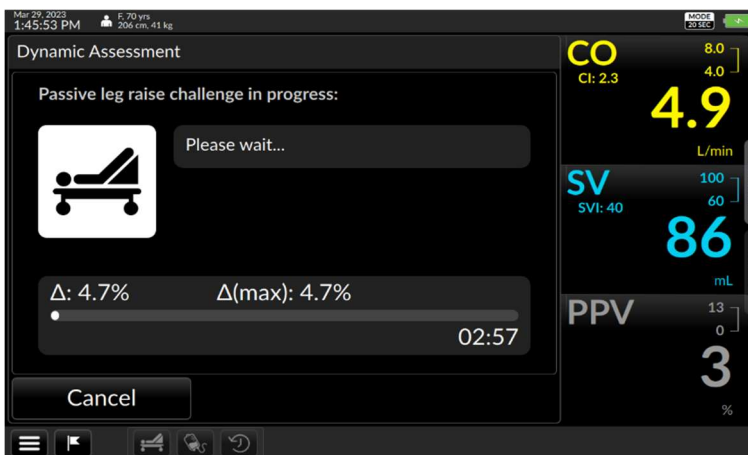 Mar 29, 2023
1:45:53 PM
F, 70 yrs
206 cm, 41 kg
MODE
20 SEC
Dynamic Assessment
Passive leg raise challenge in progress:
Please wait...
Δ: 4.7% Δ(max): 4.7%
02:57
Cancel
CO
CI: 2.3
8.0
4.0
4.9
L/min
SV
SVI: 40
100
60
86
mL
PPV
13
0
3
%